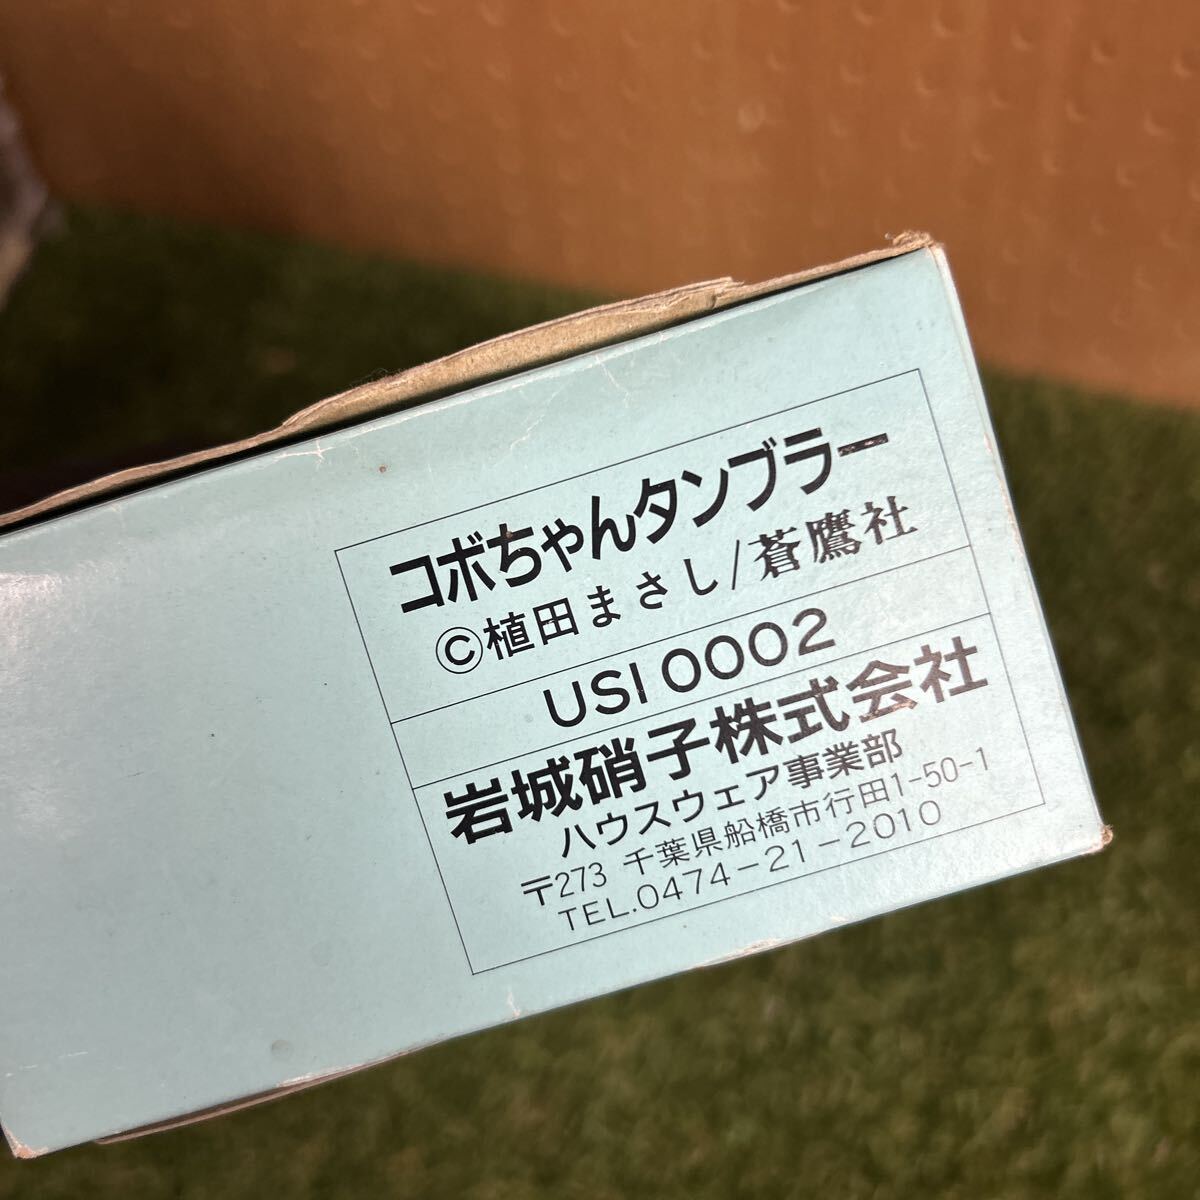 コボちゃんタンブラー
©植田まさし/蒼鷹社
USI 0002
岩城硝子株式会社
ハウスウェア事業部
〒273 千葉県船橋市行田1-50-1
TEL.0474-21-2010